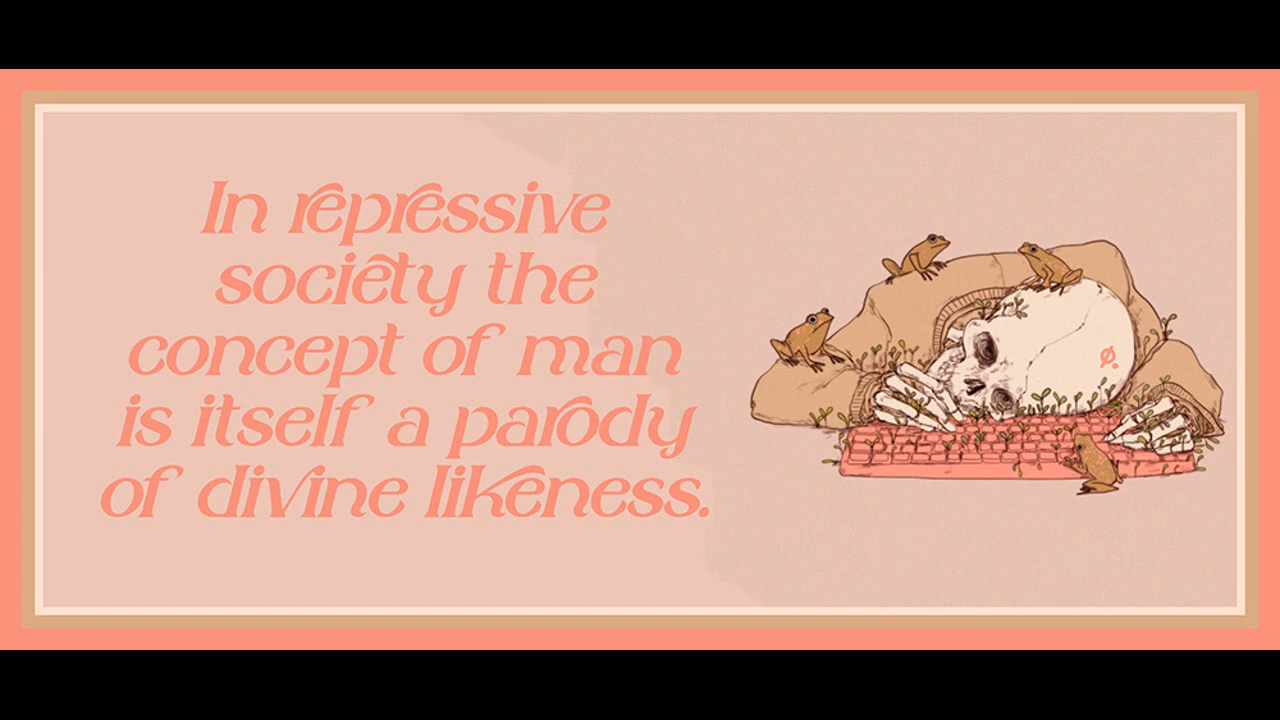 In repressive
society the
concept of man
is itself a parody
of divine likeness.
Ø.